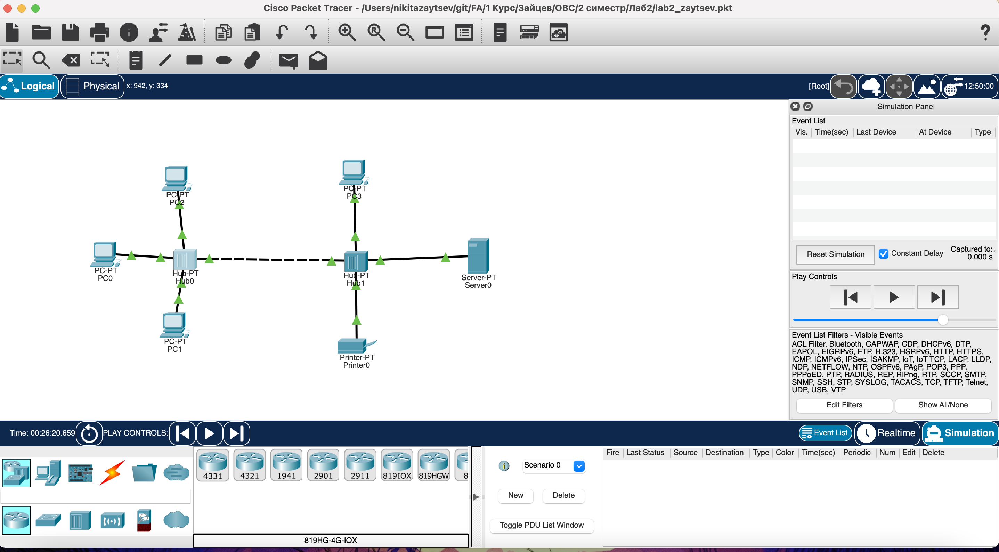 Cisco Packet Tracer - /Users/nikitazaytsev/git/FA/1 Курс/Зайцев/ОВС/2 симестр/Лаб2/lab2_zaytsev.pkt
Logical
Physical
x: 942, y: 334
[Root]
12:50:00
Simulation Panel
Event List
Vis. Time(sec) Last Device At Device Type
Reset Simulation
Constant Delay
Captured to:*
0.000 s
Play Controls
Event List Filters - Visible Events
ACL Filter, Bluetooth, CAPWAP, CDP, DHCPv6, DTP,
EAPOL, EIGRPv6, FTP, H.323, HSRPv6, HTTP, HTTPS,
ICMP, ICMPv6, IPSec, ISAKMP, IoT, IoT TCP, LACP, LLDP,
NDP, NETFLOW, NTP, OSPFv6, PAgP, POP3, PPP,
PPPoED, PTP, RADIUS, REP, RIPng, RTP, SCCP, SMTP,
SNMP, SSH, STP, SYSLOG, TACACS, TCP, TFTP, Telnet,
UDP, USB, VTP
Edit Filters
Show All/None
PC-PT
PC2
PC-PT
PC3
PC-PT
PC0
Hub-PT
Hub0
Hub-PT
Hub1
Server-PT
Server0
PC-PT
PC1
Printer-PT
Printer0
Time: 00:26:20.659
PLAY CONTROLS:
Event List
Realtime
Simulation
4331
4321
1941
2901
2911
819IOX
819HGW
8
819HG-4G-IOX
Scenario 0
New
Delete
Toggle PDU List Window
Fire Last Status Source Destination Type Color Time(sec) Periodic Num Edit Delete